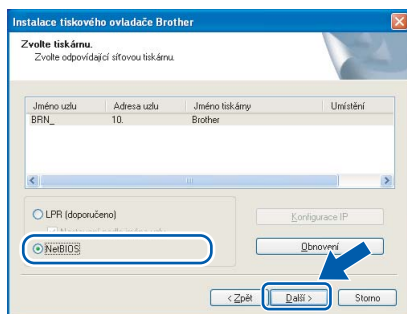 Instalace tiskového ovladače Brother
Zvolte tiskárnu.
Zvolte odpovídající síťovou tiskárnu.
Jméno uzlu Adresa uzlu Jméno tiskárny Umístění
BRN_ 10. Brother
LPR (doporučeno)
Konfigurace IP
NetBIOS
Obnovení
< Zpět Další > Storno